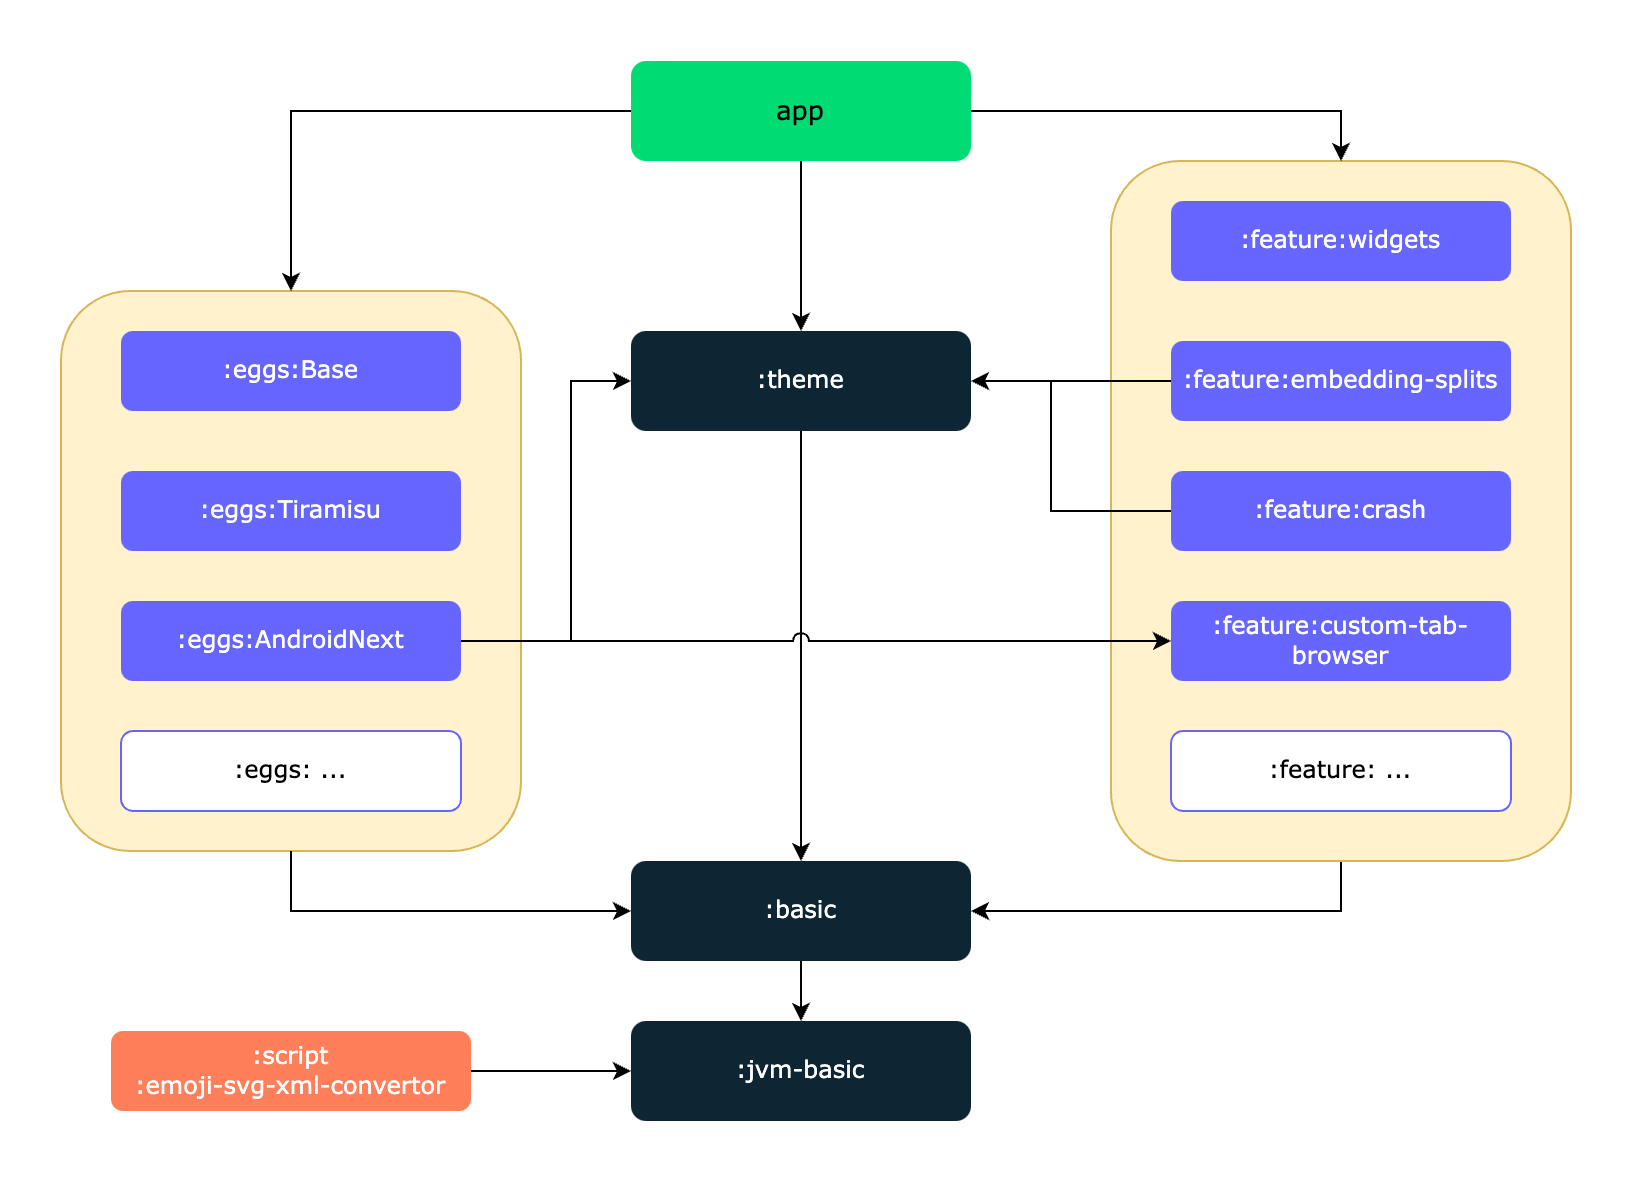 app
:eggs:Base
:eggs:Tiramisu
:eggs:AndroidNext
:eggs: ...
:theme
:feature:widgets
:feature:embedding-splits
:feature:crash
:feature:custom-tab-
browser
:feature: ...
:basic
:script
:emoji-svg-xml-convertor
:jvm-basic